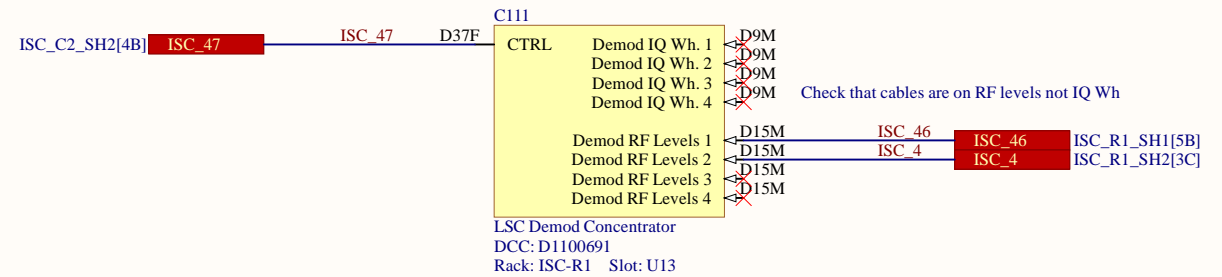 C111
ISC_C2_SH2[4B] ISC_47 ISC_47 D37F CTRL
Demod IQ Wh. 1 D9M
Demod IQ Wh. 2 D9M
Demod IQ Wh. 3 D9M
Demod IQ Wh. 4 D9M
Check that cables are on RF levels not IQ Wh
Demod RF Levels 1 D15M ISC_46 ISC_46 ISC_R1_SH1[5B]
Demod RF Levels 2 D15M ISC_4 ISC_4 ISC_R1_SH2[3C]
Demod RF Levels 3 D15M
Demod RF Levels 4 D15M
LSC Demod Concentrator
DCC: D1100691
Rack: ISC-R1 Slot: U13